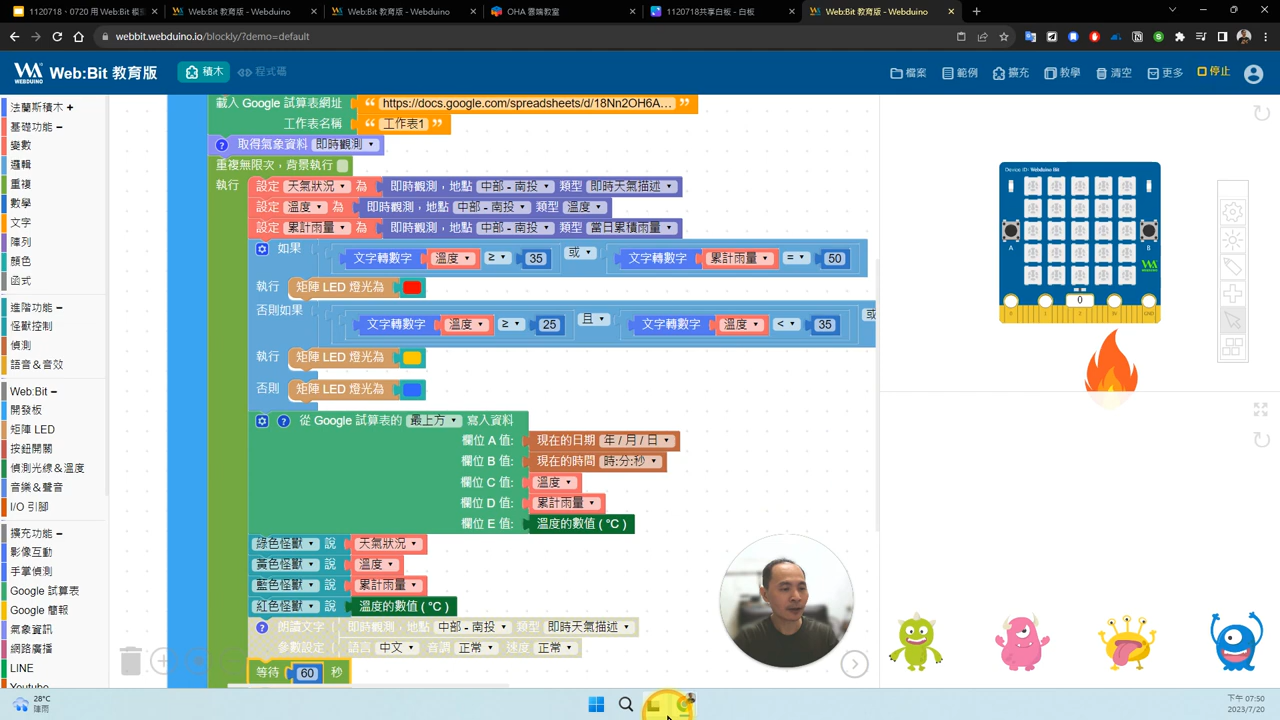 1120718 - 0720 用 Web:Bit 模
Web:Bit 教育版 - Webduino
Web:Bit 教育版 - Webduino
OHA 雲端教室
1120718共享白板 - 白板
Web:Bit 教育版 - Webduino
webbit.webduino.io/blockly/?demo=default
WEBDUINO
Web:Bit 教育版
積木
程式碼
檔案
範例
擴充
教學
清空
更多
停止
法蘭斯積木 +
基礎功能 −
變數
邏輯
重複
數學
文字
陣列
顏色
函式
進階功能 −
怪獸控制
偵測
語音＆音效
Web:Bit −
開發板
矩陣 LED
按鈕開關
偵測光線＆溫度
音樂＆聲音
I/O 引腳
擴充功能 −
影像互動
手掌偵測
Google 試算表
Google 簡報
氣象資訊
網路廣播
LINE
Youtube
載入 Google 試算表網址 “ https://docs.google.com/spreadsheets/d/18Nn2OH6A... ”
工作表名稱 “ 工作表1 ”
? 取得氣象資料 即時觀測
重複無限次，背景執行
執行 設定 天氣狀況 為 即時觀測，地點 中部 - 南投 類型 即時天氣描述
設定 溫度 為 即時觀測，地點 中部 - 南投 類型 溫度
設定 累計雨量 為 即時觀測，地點 中部 - 南投 類型 當日累積雨量
如果 文字轉數字 溫度 ≥ 35 或 文字轉數字 累計雨量 = 50
執行 矩陣 LED 燈光為
否則如果 文字轉數字 溫度 ≥ 25 且 文字轉數字 溫度 < 35 或
執行 矩陣 LED 燈光為
否則 矩陣 LED 燈光為
? 從 Google 試算表的 最上方 寫入資料
欄位 A 值: 現在的日期 年 / 月 / 日
欄位 B 值: 現在的時間 時:分:秒
欄位 C 值: 溫度
欄位 D 值: 累計雨量
欄位 E 值: 溫度的數值 ( °C )
綠色怪獸 說 天氣狀況
黃色怪獸 說 溫度
藍色怪獸 說 累計雨量
紅色怪獸 說 溫度的數值 ( °C )
? 朗讀文字 即時觀測，地點 中部 - 南投 類型 即時天氣描述
參數設定 語言 中文 音調 正常 速度 正常
等待 60 秒
Device ID: Webduino Bit
A
B
0
28°C
陣雨
下午 07:50
2023/7/20